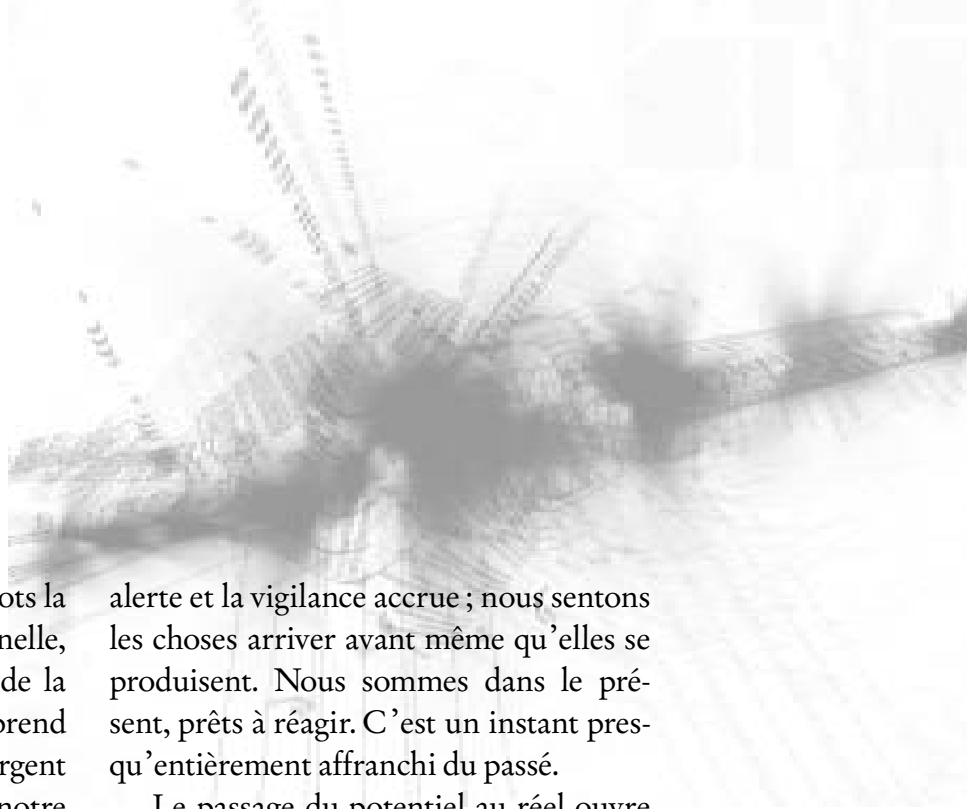 ots la
nelle,
de la
prend
rgent
notre
alerte et la vigilance accrue ; nous sentons
les choses arriver avant même qu’elles se
produisent. Nous sommes dans le pré-
sent, prêts à réagir. C’est un instant pres-
qu’entièrement affranchi du passé.
Le passage du potentiel au réel ouvre